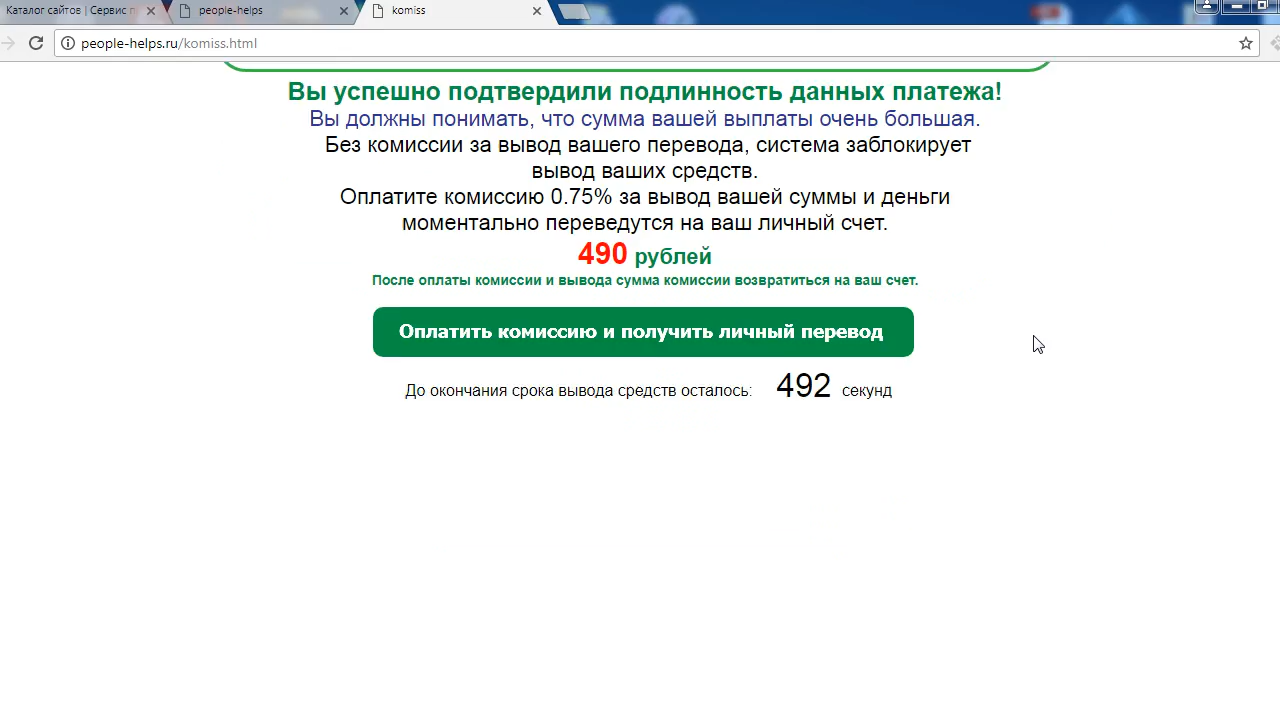 Каталог сайтов | Сервис
people-helps
komiss
people-helps.ru/komiss.html
Вы успешно подтвердили подлинность данных платежа!
Вы должны понимать, что сумма вашей выплаты очень большая.
Без комиссии за вывод вашего перевода, система заблокирует
вывод ваших средств.
Оплатите комиссию 0.75% за вывод вашей суммы и деньги
моментально переведутся на ваш личный счет.
490 рублей
После оплаты комиссии и вывода сумма комиссии возвратиться на ваш счет.
Оплатить комиссию и получить личный перевод
До окончания срока вывода средств осталось: 492 секунд